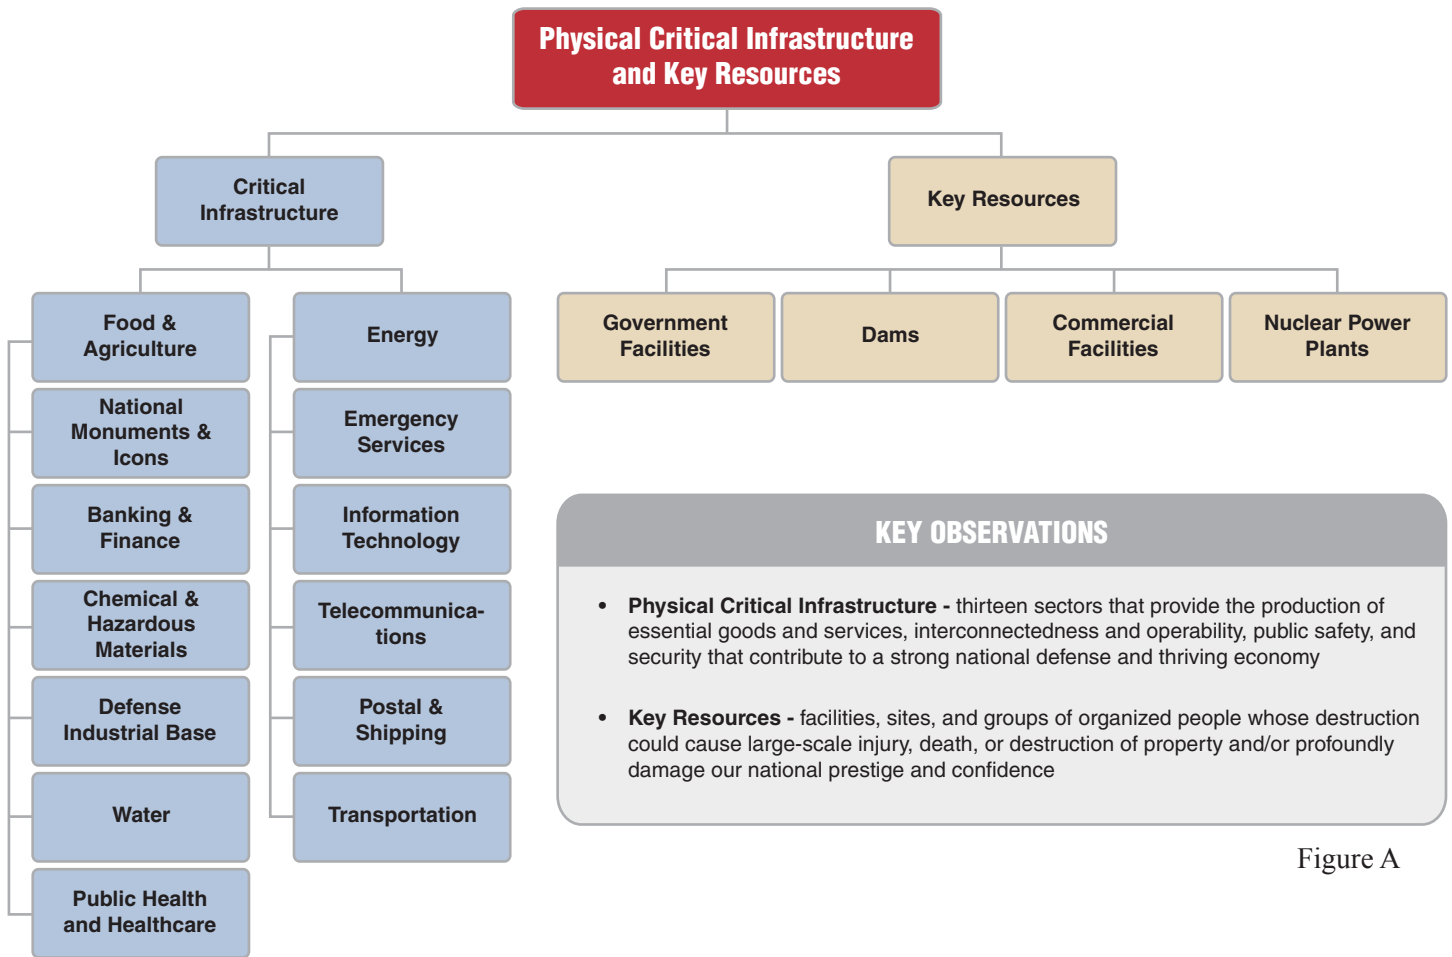 Physical Critical Infrastructure
and Key Resources
Critical
Infrastructure
Key Resources
Food &
Agriculture
National
Monuments &
Icons
Banking &
Finance
Chemical &
Hazardous
Materials
Defense
Industrial Base
Water
Public Health
and Healthcare
Energy
Emergency
Services
Information
Technology
Telecommunica-
tions
Postal &
Shipping
Transportation
Government
Facilities
Dams
Commercial
Facilities
Nuclear Power
Plants
KEY OBSERVATIONS
• Physical Critical Infrastructure - thirteen sectors that provide the production of
essential goods and services, interconnectedness and operability, public safety, and
security that contribute to a strong national defense and thriving economy
• Key Resources - facilities, sites, and groups of organized people whose destruction
could cause large-scale injury, death, or destruction of property and/or profoundly
damage our national prestige and confidence
Figure A